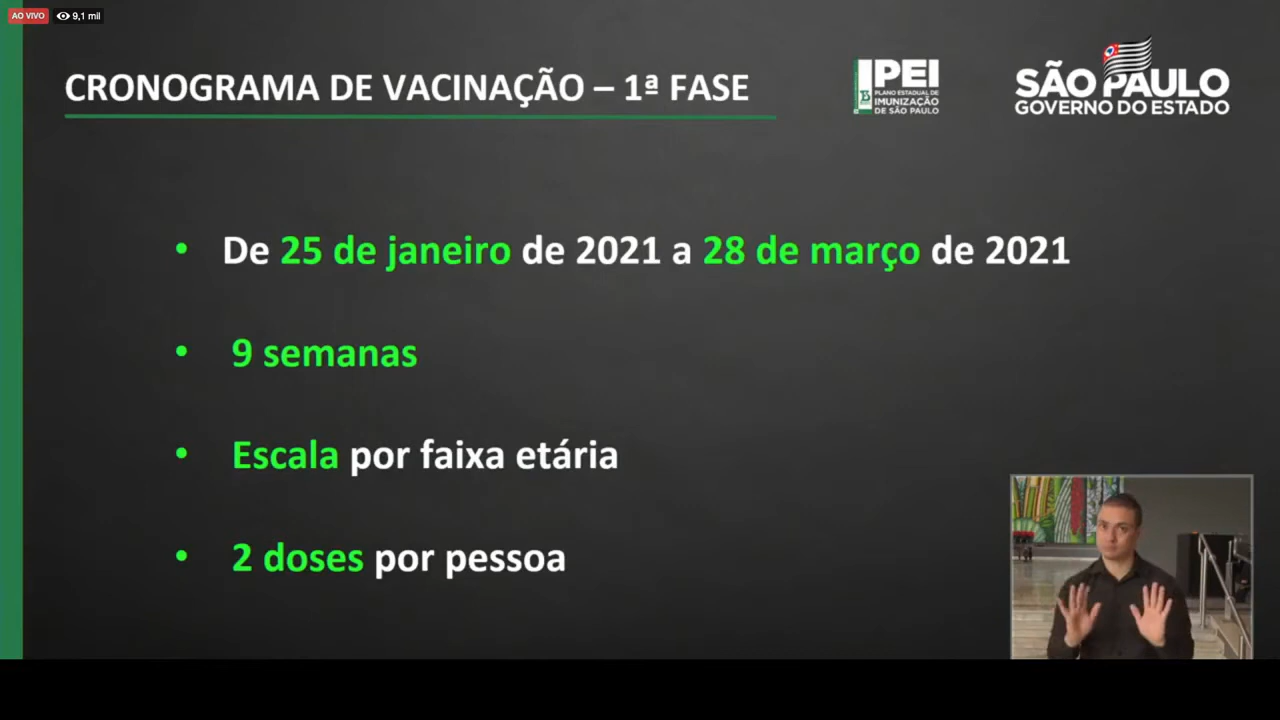 AO VIVO
9,1 mil
CRONOGRAMA DE VACINAÇÃO – 1ª FASE
PEI
PLANO ESTADUAL DE
IMUNIZAÇÃO
DE SÃO PAULO
SÃO PAULO
GOVERNO DO ESTADO
• De 25 de janeiro de 2021 a 28 de março de 2021
• 9 semanas
• Escala por faixa etária
• 2 doses por pessoa